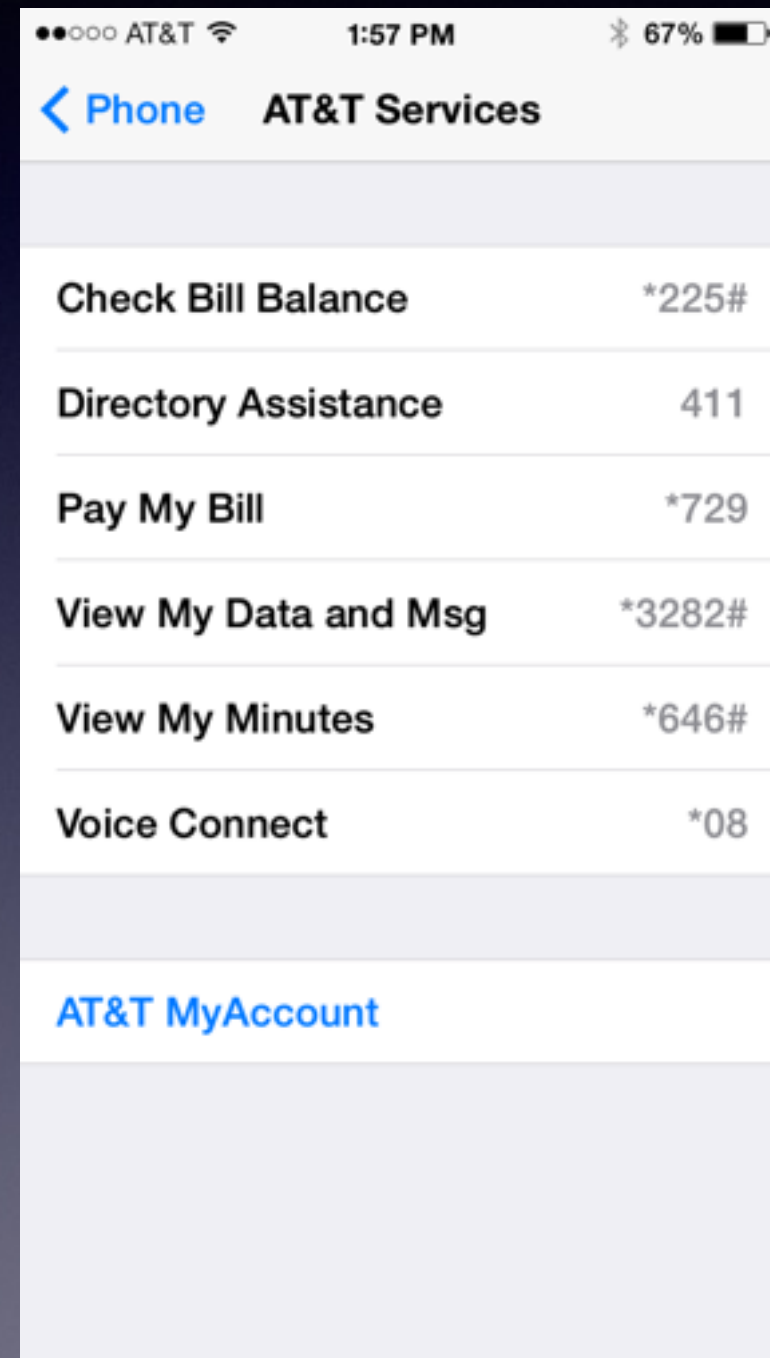 AT&T 1:57 PM 67%
Phone AT&T Services
Check Bill Balance *225#
Directory Assistance 411
Pay My Bill *729
View My Data and Msg *3282#
View My Minutes *646#
Voice Connect *08
AT&T MyAccount